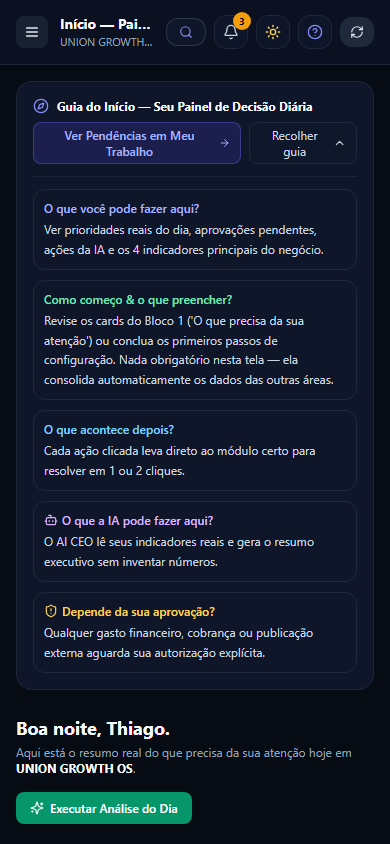 Início — Pai...
UNION GROWTH...
3
Guia do Início — Seu Painel de Decisão Diária
Ver Pendências em Meu
Trabalho
Recolher
guia
O que você pode fazer aqui?
Ver prioridades reais do dia, aprovações pendentes,
ações da IA e os 4 indicadores principais do negócio.
Como começo & o que preencher?
Revise os cards do Bloco 1 ('O que precisa da sua
atenção') ou conclua os primeiros passos de
configuração. Nada obrigatório nesta tela — ela
consolida automaticamente os dados das outras áreas.
O que acontece depois?
Cada ação clicada leva direto ao módulo certo para
resolver em 1 ou 2 cliques.
O que a IA pode fazer aqui?
O AI CEO lê seus indicadores reais e gera o resumo
executivo sem inventar números.
Depende da sua aprovação?
Qualquer gasto financeiro, cobrança ou publicação
externa aguarda sua autorização explícita.
Boa noite, Thiago.
Aqui está o resumo real do que precisa da sua atenção hoje em
UNION GROWTH OS.
Executar Análise do Dia